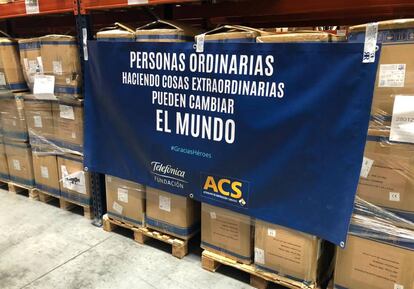 PERSONAS ORDINARIAS
HACIENDO COSAS EXTRAORDINARIAS
PUEDEN CAMBIAR
EL MUNDO
#GraciasHéroes
Telefónica
FUNDACIÓN
ACS